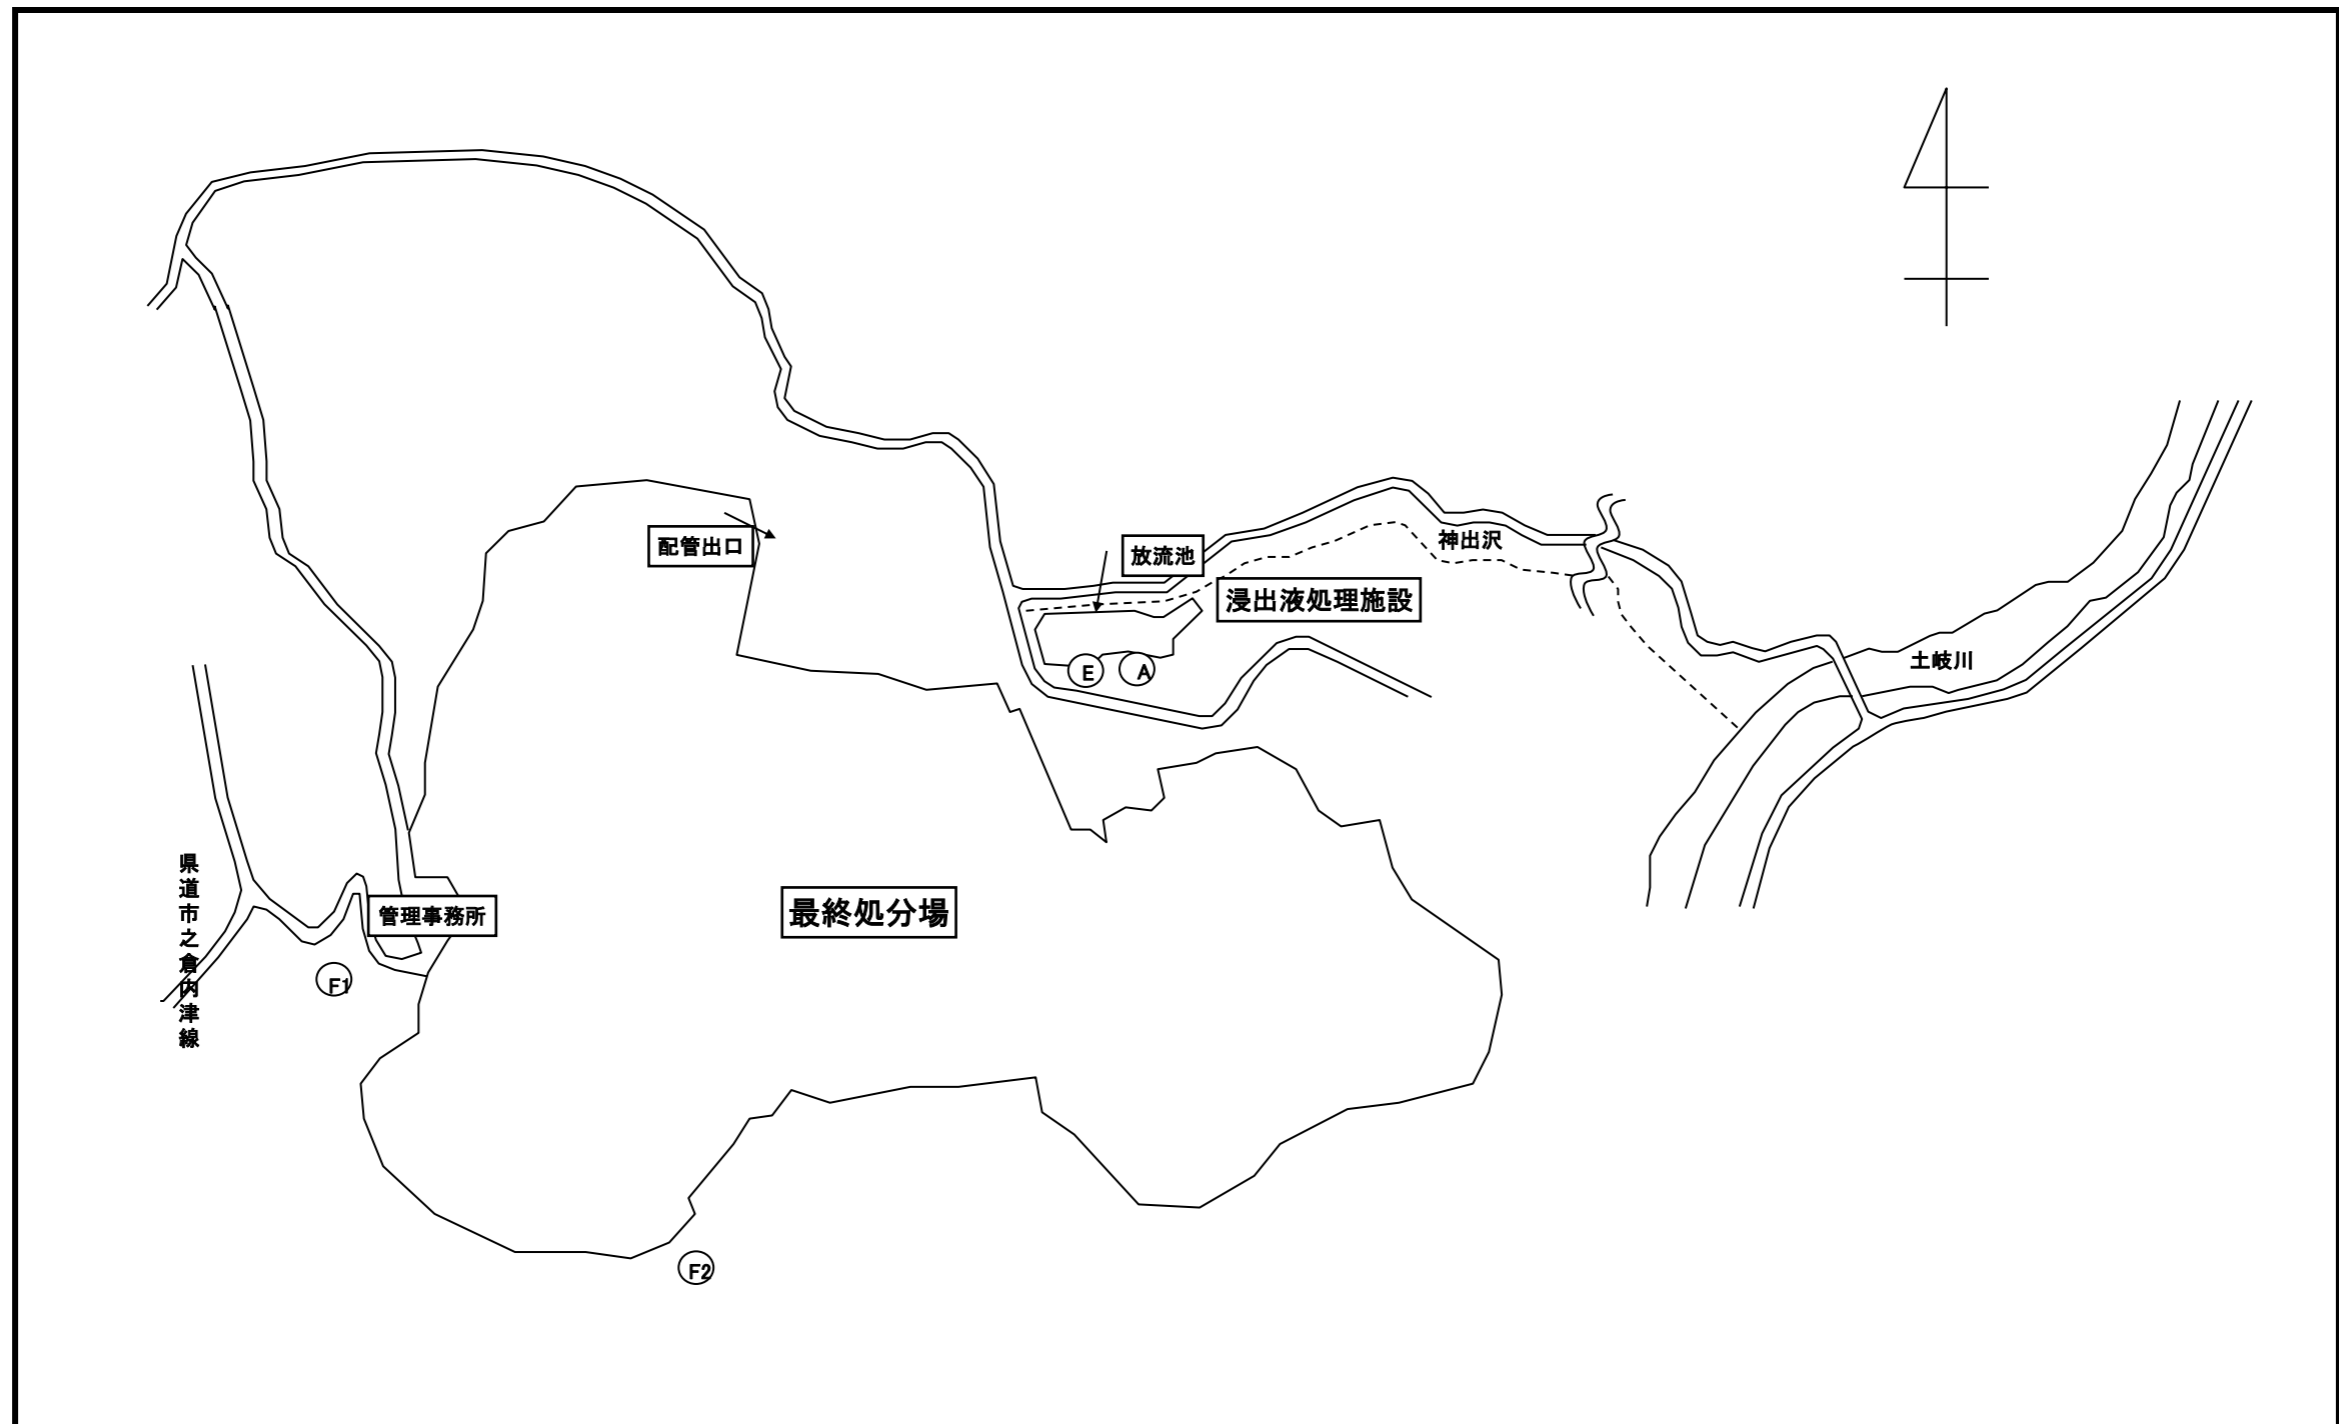 配管出口
神出沢
放流池
浸出液処理施設
土岐川
E
A
県道市之倉内津線
管理事務所
最終処分場
F1
F2